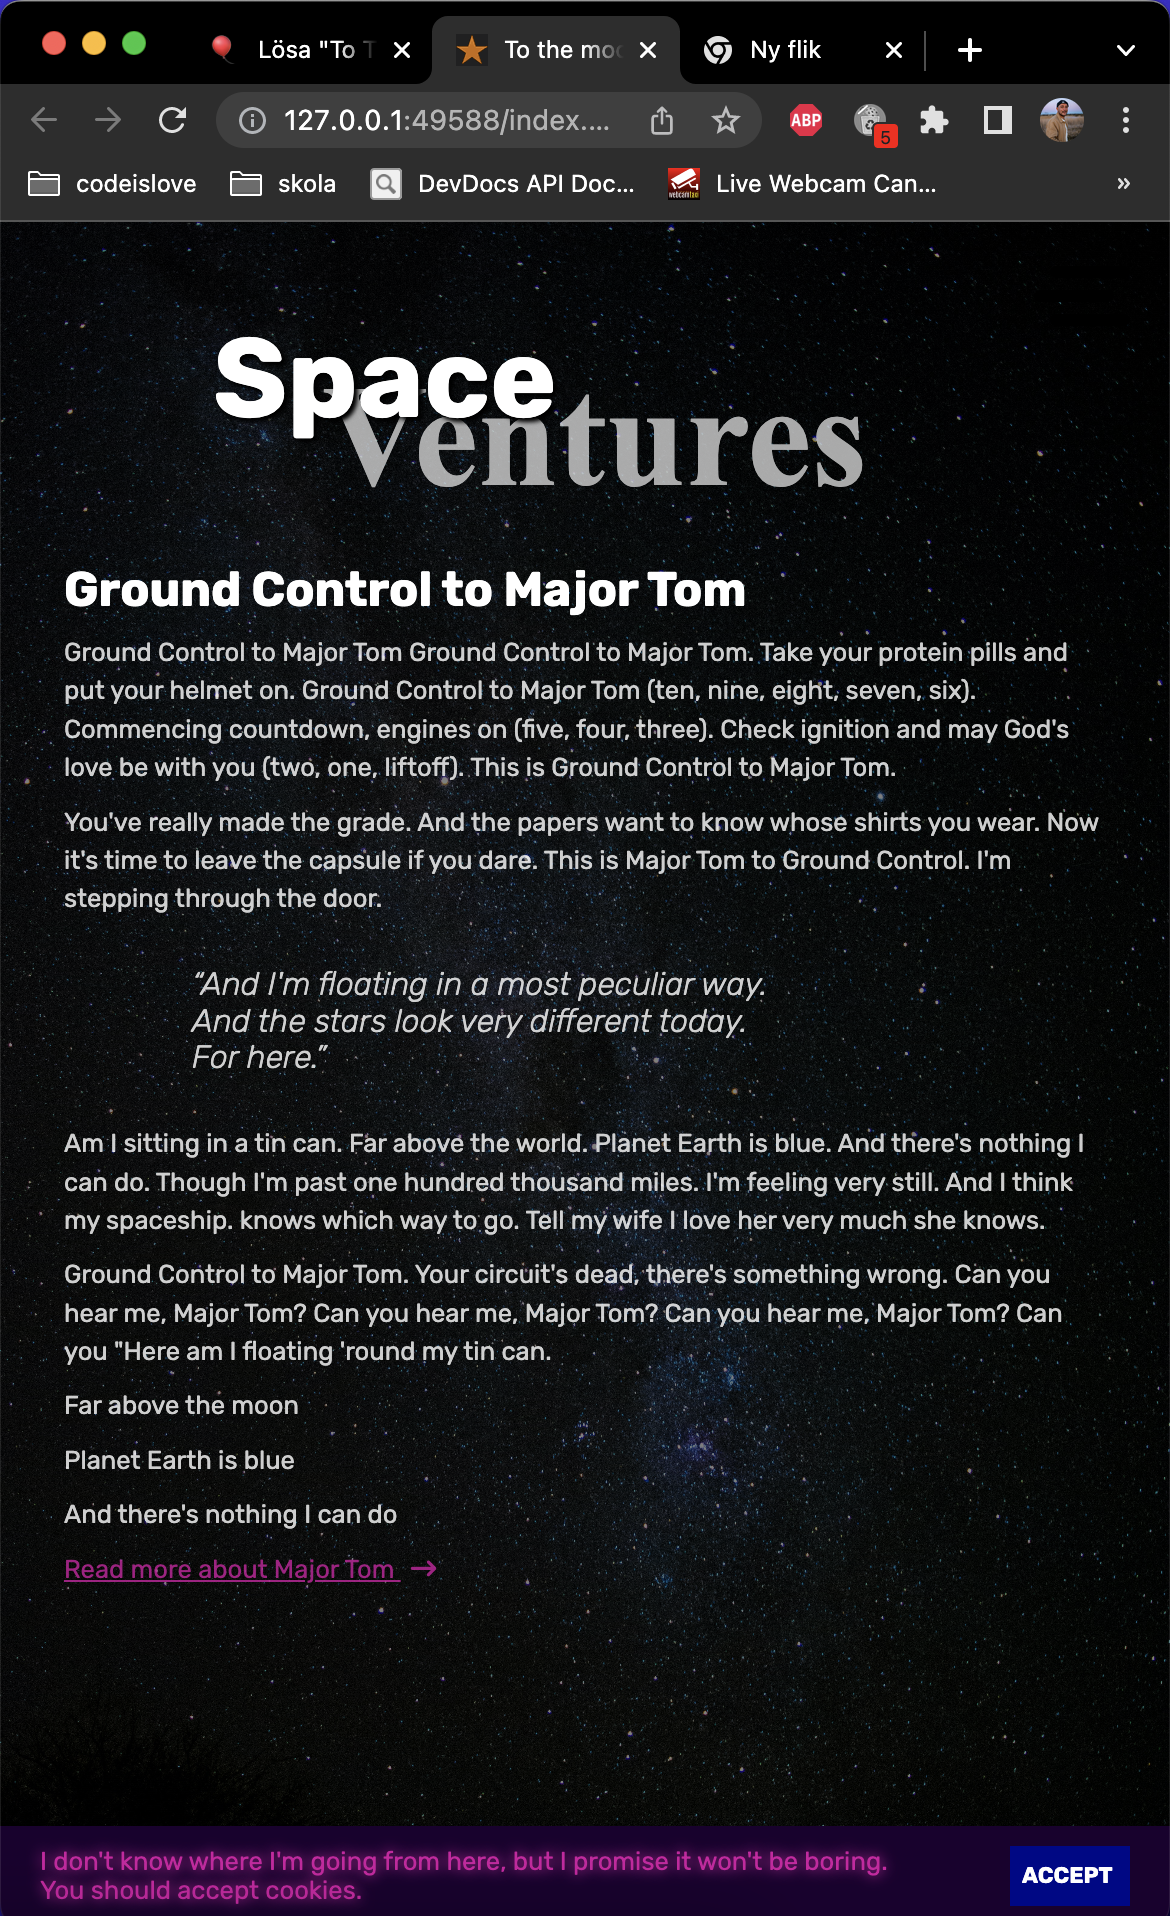 Lösa "To T
To the moo
Ny flik
127.0.0.1:49588/index....
ABP
5
codeislove
skola
DevDocs API Doc...
Live Webcam Can...
»
Space
Ventures
Ground Control to Major Tom
Ground Control to Major Tom Ground Control to Major Tom. Take your protein pills and
put your helmet on. Ground Control to Major Tom (ten, nine, eight, seven, six).
Commencing countdown, engines on (five, four, three). Check ignition and may God's
love be with you (two, one, liftoff). This is Ground Control to Major Tom.
You've really made the grade. And the papers want to know whose shirts you wear. Now
it's time to leave the capsule if you dare. This is Major Tom to Ground Control. I'm
stepping through the door.
“And I'm floating in a most peculiar way.
And the stars look very different today.
For here.”
Am I sitting in a tin can. Far above the world. Planet Earth is blue. And there's nothing I
can do. Though I'm past one hundred thousand miles. I'm feeling very still. And I think
my spaceship. knows which way to go. Tell my wife I love her very much she knows.
Ground Control to Major Tom. Your circuit's dead, there's something wrong. Can you
hear me, Major Tom? Can you hear me, Major Tom? Can you hear me, Major Tom? Can
you "Here am I floating 'round my tin can.
Far above the moon
Planet Earth is blue
And there's nothing I can do
Read more about Major Tom →
I don't know where I'm going from here, but I promise it won't be boring.
You should accept cookies.
ACCEPT